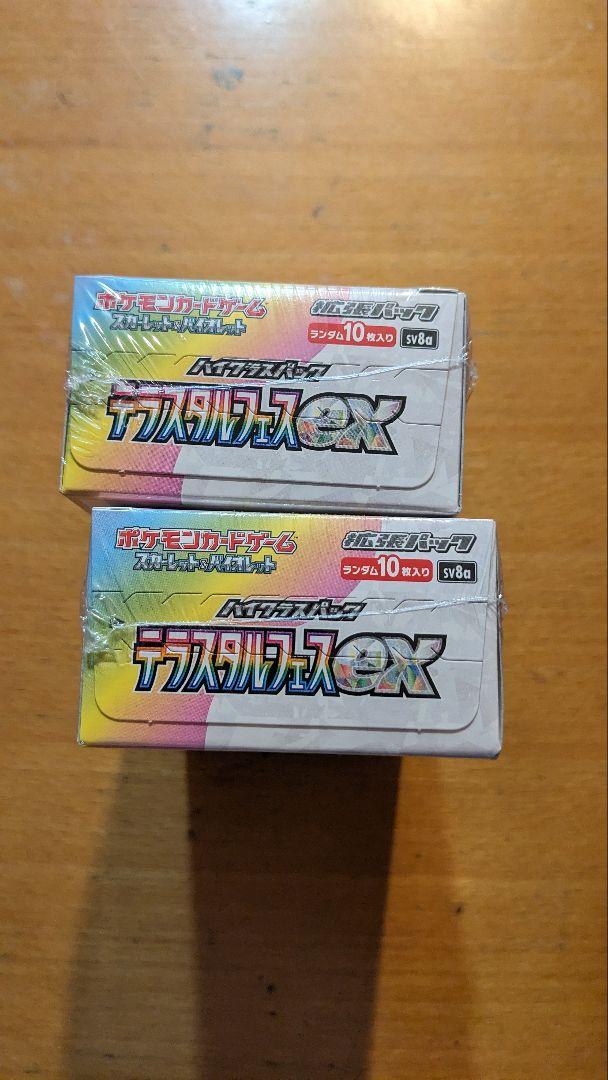 ポケモンカードゲーム
スカーレット&バイオレット
拡張パック
ランダム10枚入り sv8a
ハイクラスパック
テラスタルフェスex
ポケモンカードゲーム
スカーレット&バイオレット
拡張パック
ランダム10枚入り sv8a
ハイクラスパック
テラスタルフェスex